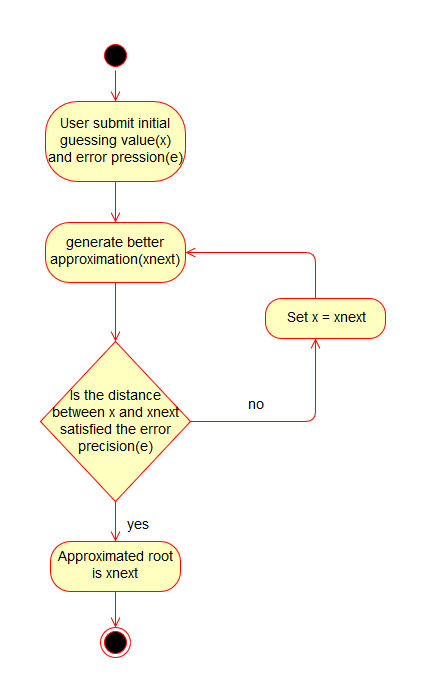 User submit initial
guessing value(x)
and error pression(e)
generate better
approximation(xnext)
Set x = xnext
Is the distance
between x and xnext
satisfied the error
precision(e)
no
yes
Approximated root
is xnext